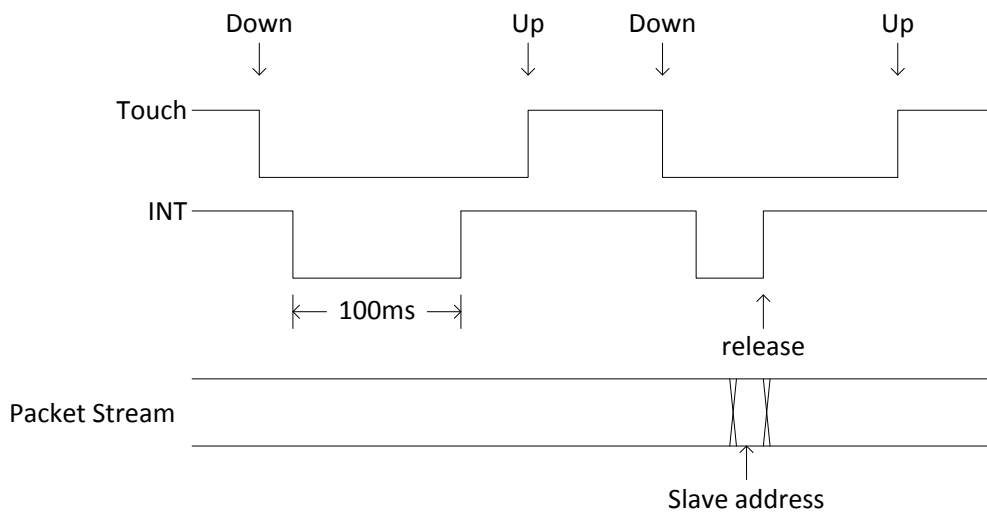 Down Up Down Up
Touch
INT
100ms
release
Packet Stream
Slave address